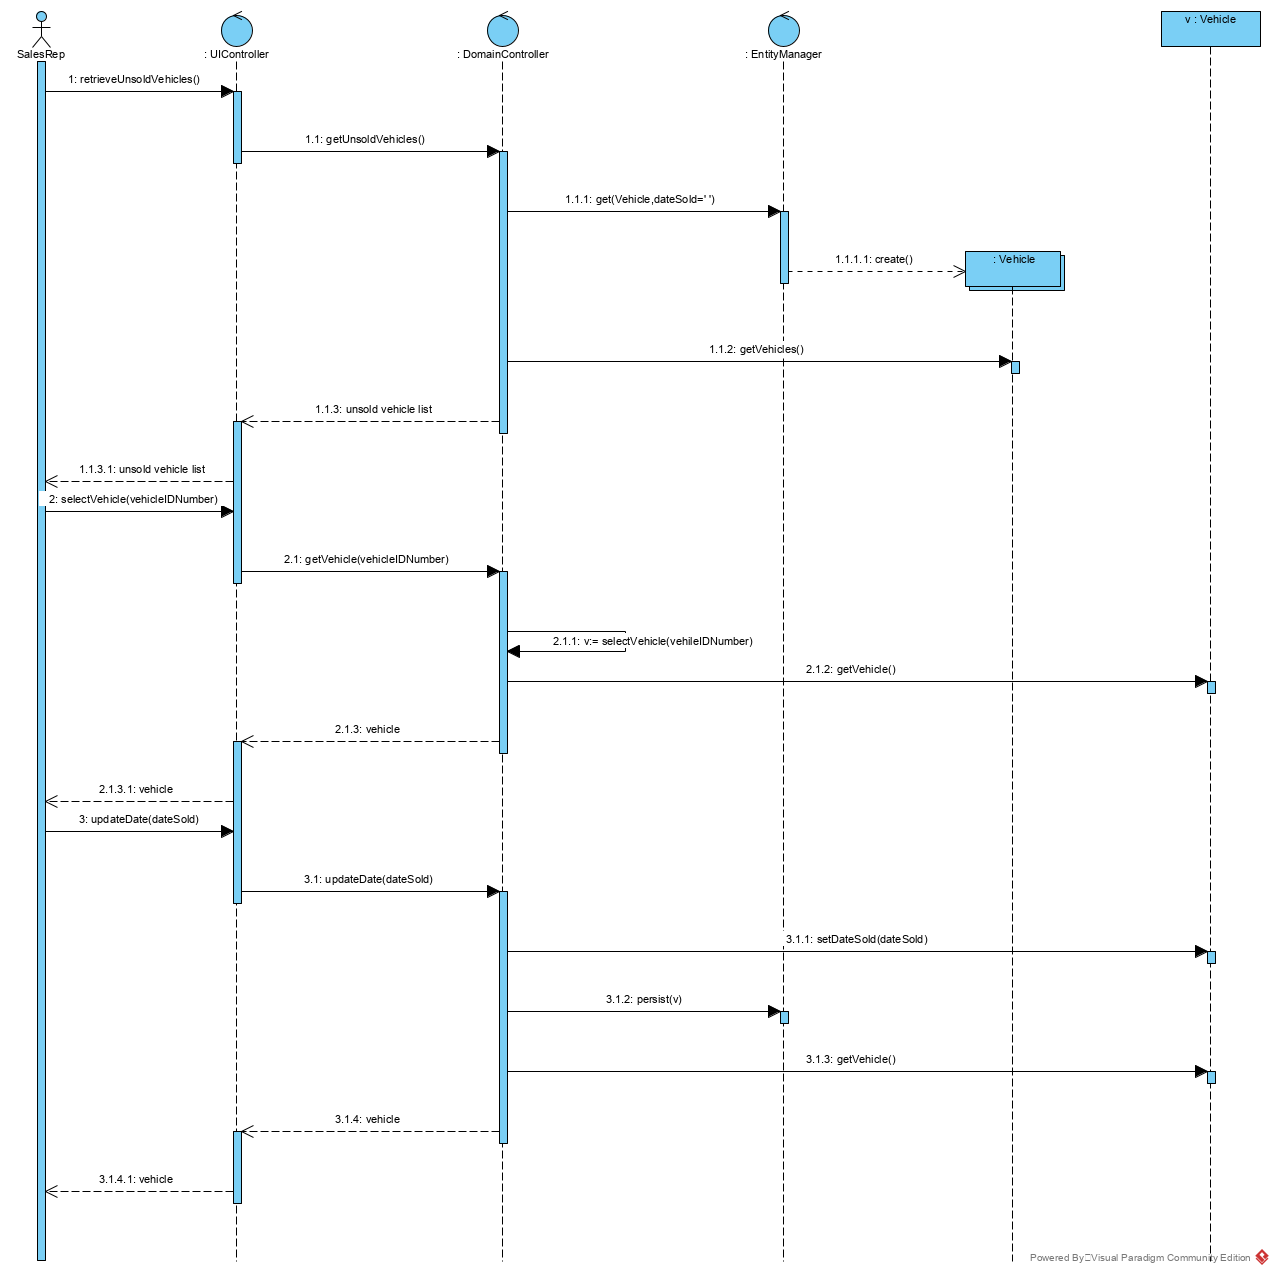 v : Vehicle
SalesRep
: UIController
: DomainController
: EntityManager
1: retrieveUnsoldVehicles()
1.1: getUnsoldVehicles()
1.1.1: get(Vehicle,dateSold=' ')
1.1.1.1: create()
: Vehicle
1.1.2: getVehicles()
1.1.3: unsold vehicle list
1.1.3.1: unsold vehicle list
2: selectVehicle(vehicleIDNumber)
2.1: getVehicle(vehicleIDNumber)
2.1.1: v:= selectVehicle(vehileIDNumber)
2.1.2: getVehicle()
2.1.3: vehicle
2.1.3.1: vehicle
3: updateDate(dateSold)
3.1: updateDate(dateSold)
3.1.1: setDateSold(dateSold)
3.1.2: persist(v)
3.1.3: getVehicle()
3.1.4: vehicle
3.1.4.1: vehicle
Powered By Visual Paradigm Community Edition